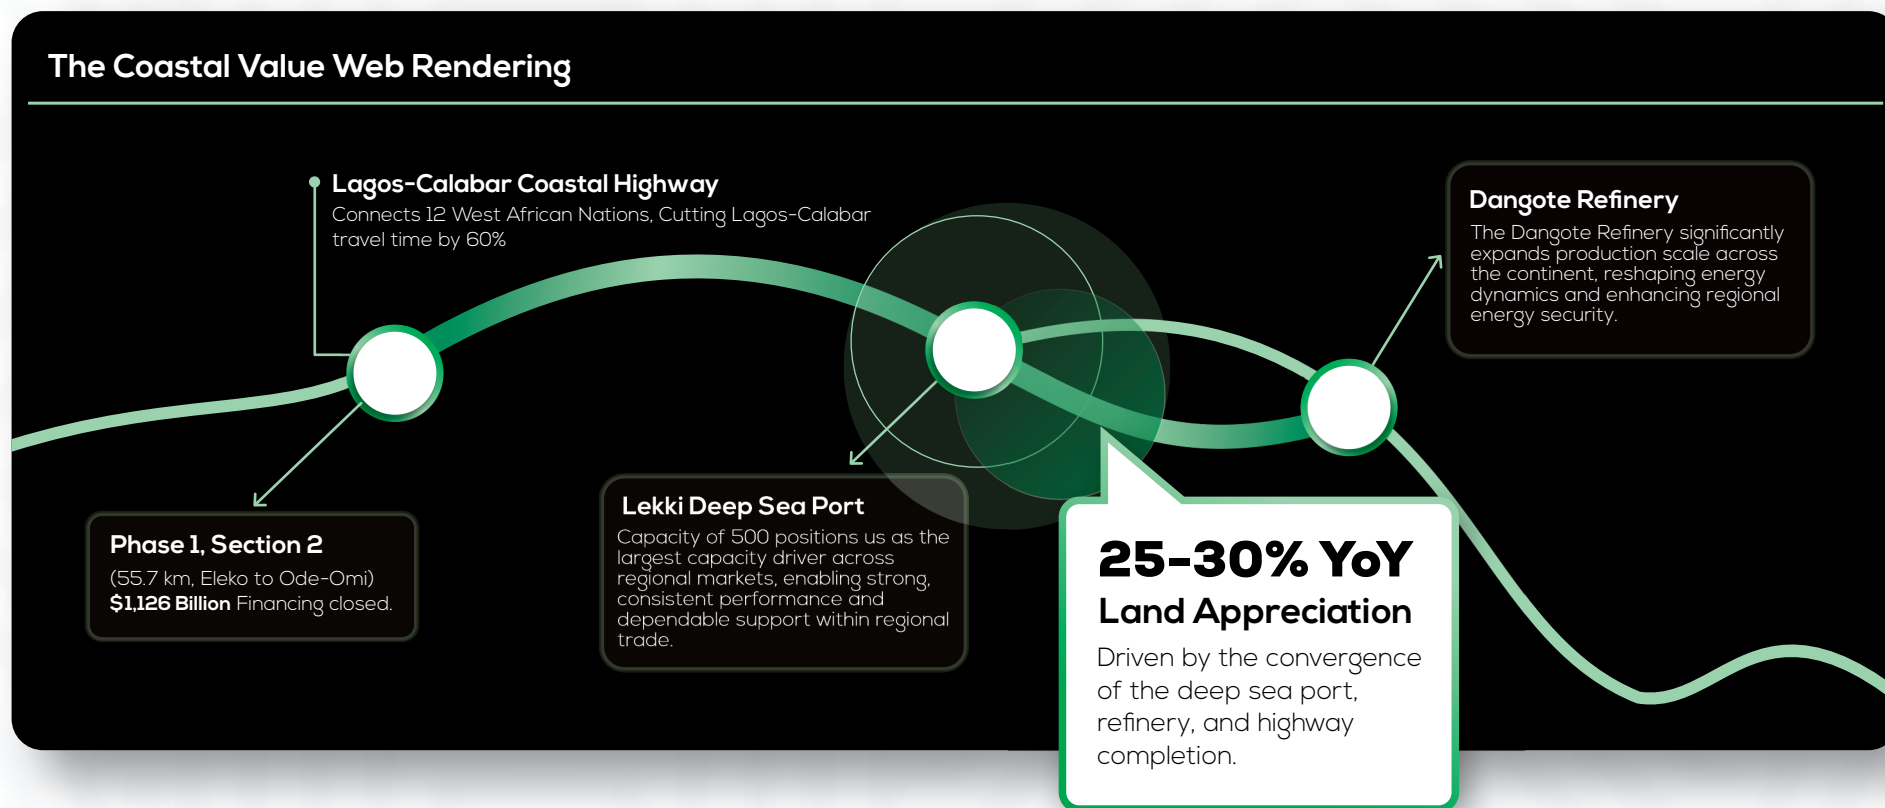 The Coastal Value Web Rendering
Lagos-Calabar Coastal Highway
Connects 12 West African Nations, Cutting Lagos-Calabar
travel time by 60%
Dangote Refinery
The Dangote Refinery significantly
expands production scale across
the continent, reshaping energy
dynamics and enhancing regional
energy security.
Phase 1, Section 2
(55.7 km, Eleko to Ode-Omi)
$1,126 Billion Financing closed.
Lekki Deep Sea Port
Capacity of 500 positions us as the
largest capacity driver across
regional markets, enabling strong,
consistent performance and
dependable support within regional
trade.
25-30% YoY
Land Appreciation
Driven by the convergence
of the deep sea port,
refinery, and highway
completion.